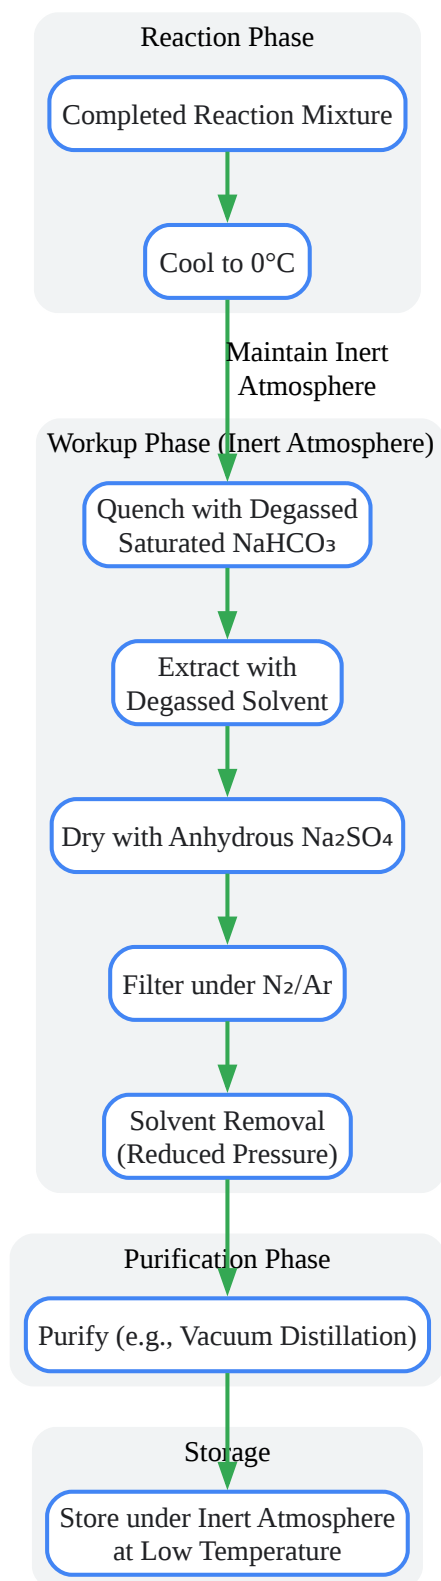 Reaction Phase
Completed Reaction Mixture
Cool to 0°C
Maintain Inert
Atmosphere
Workup Phase (Inert Atmosphere)
Quench with Degassed
Saturated NaHCO₃
Extract with
Degassed Solvent
Dry with Anhydrous Na₂SO₄
Filter under N₂/Ar
Solvent Removal
(Reduced Pressure)
Purification Phase
Purify (e.g., Vacuum Distillation)
Storage
Store under Inert Atmosphere
at Low Temperature